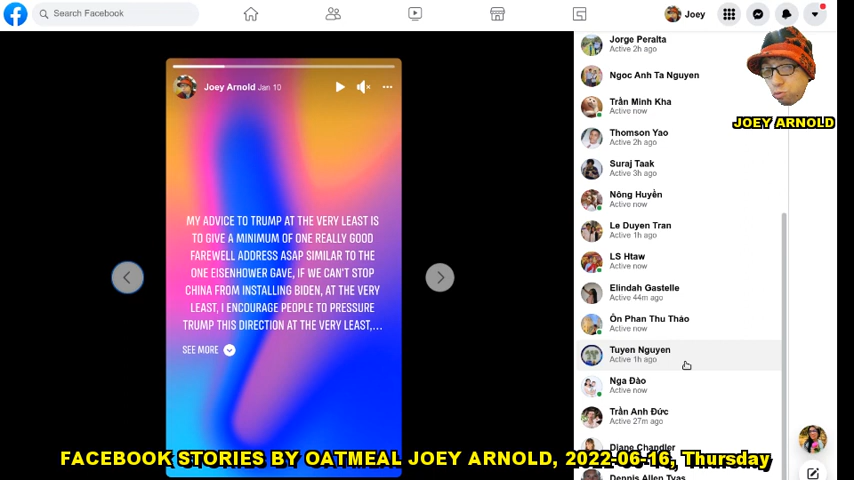 Search Facebook
Joey
Joey Arnold Jan 10
MY ADVICE TO TRUMP AT THE VERY LEAST IS
TO GIVE A MINIMUM OF ONE REALLY GOOD
FAREWELL ADDRESS ASAP SIMILAR TO THE
ONE EISENHOWER GAVE, IF WE CAN'T STOP
CHINA FROM INSTALLING BIDEN, AT THE VERY
LEAST, I ENCOURAGE PEOPLE TO PRESSURE
TRUMP THIS DIRECTION AT THE VERY LEAST,...
SEE MORE
Jorge Peralta
Active 2h ago
Ngoc Anh Ta Nguyen
Trần Minh Kha
Active now
Thomson Yao
Active 2h ago
Suraj Taak
Active 3h ago
Nông Huyền
Active now
Le Duyen Tran
Active 1h ago
LS Htaw
Active now
Elindah Gastelle
Active 44m ago
Ôn Phan Thu Thảo
Active now
Tuyen Nguyen
Active 1h ago
Nga Đào
Active now
Trần Anh Đức
Active 27m ago
Diane Chandler
Dennis Allen Tyas
JOEY ARNOLD
FACEBOOK STORIES BY OATMEAL JOEY ARNOLD, 2022-06-16, Thursday